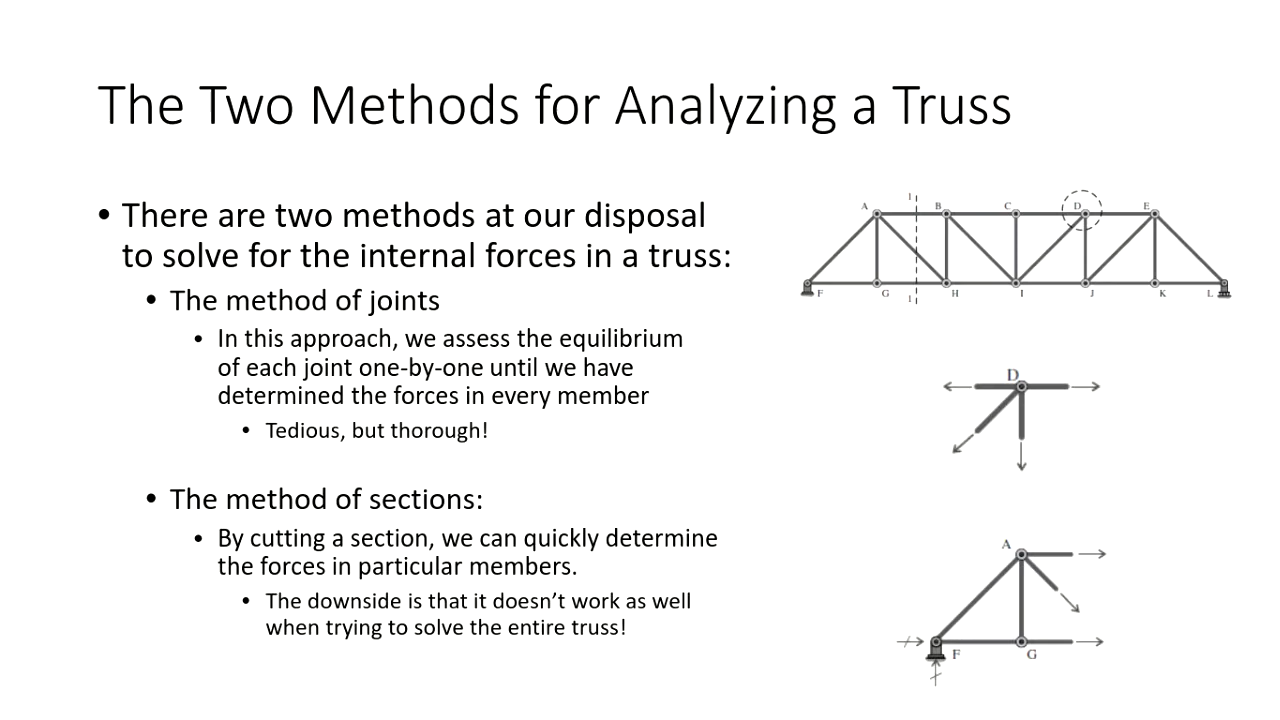 The Two Methods for Analyzing a Truss
• There are two methods at our disposal
to solve for the internal forces in a truss:
• The method of joints
• In this approach, we assess the equilibrium
of each joint one-by-one until we have
determined the forces in every member
• Tedious, but thorough!
• The method of sections:
• By cutting a section, we can quickly determine
the forces in particular members.
• The downside is that it doesn’t work as well
when trying to solve the entire truss!
1
A B C D E
F G H I J K L
1
D
A
F G